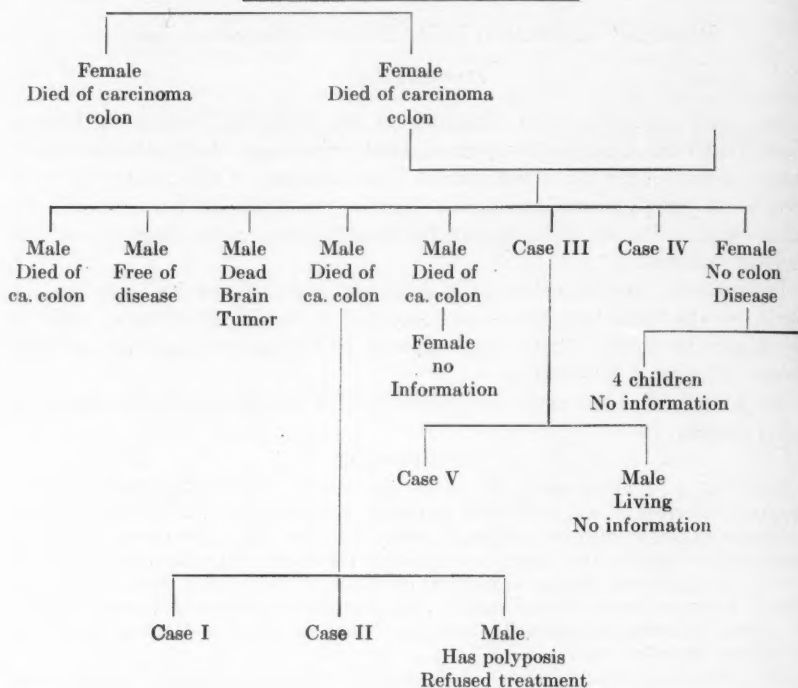 Female
Died of carcinoma
colon
Female
Died of carcinoma
colon
Male
Died of
ca. colon
Male
Free of
disease
Male
Dead
Brain
Tumor
Male
Died of
ca. colon
Male
Died of
ca. colon
Case III
Case IV
Female
No colon
Disease
Female
no
Information
4 children
No information
Case V
Male
Living
No information
Case I
Case II
Male
Has polyposis
Refused treatment